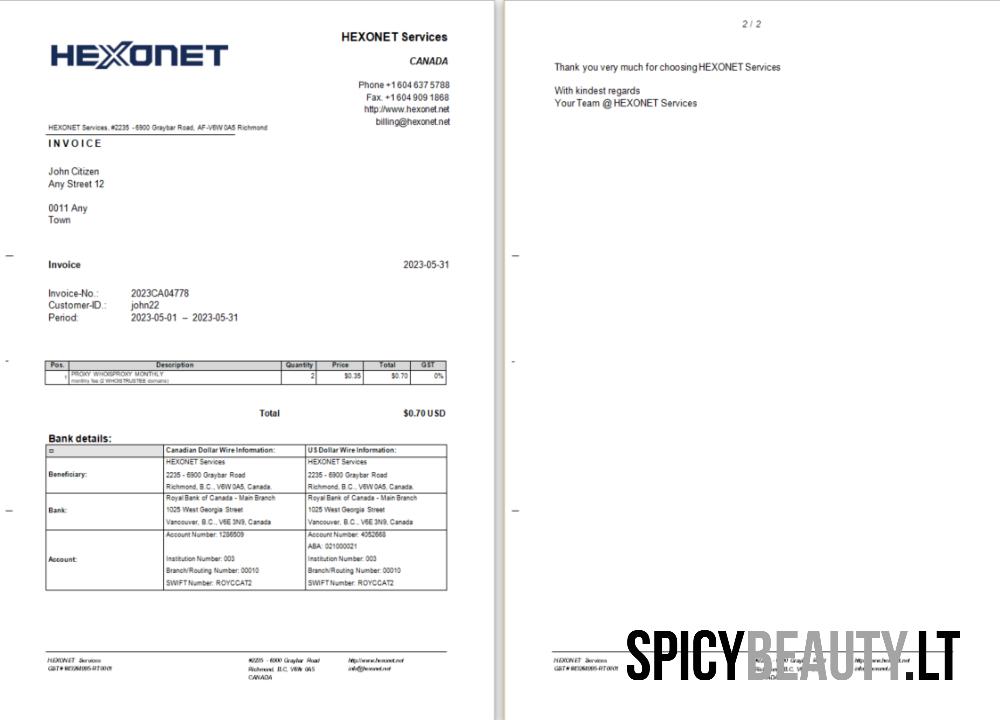 HEXONET
HEXONET Services
CANADA
Phone +1 604 637 5788
Fax. +1 604 909 1868
http://www.hexonet.net
billing@hexonet.net
HEXONET Services, #2235 - 6900 Graybar Road, AF-V6W 0A5 Richmond
INVOICE
John Citizen
Any Street 12
0011 Any
Town
Invoice 2023-05-31
Invoice-No.: 2023CA04778
Customer-ID.: john22
Period: 2023-05-01 – 2023-05-31
Pos. Description Quantity Price Total GST
1 PROXY WHOISPROXY MONTHLY 2 $0.35 $0.70 0%
monthly fee (2 WHOISTRUSTEE domains)
Total $0.70 USD
Bank details:
Canadian Dollar Wire Information: US Dollar Wire Information:
Beneficiary:
HEXONET Services HEXONET Services
2235 - 6900 Graybar Road 2235 - 6900 Graybar Road
Richmond, B.C., V6W 0A5, Canada. Richmond, B.C., V6W 0A5, Canada.
Bank:
Royal Bank of Canada - Main Branch Royal Bank of Canada - Main Branch
1025 West Georgia Street 1025 West Georgia Street
Vancouver, B.C., V6E 3N9, Canada Vancouver, B.C., V6E 3N9, Canada
Account:
Account Number: 1286509 Account Number: 4052668
ABA: 021000021
Institution Number: 003 Institution Number: 003
Branch/Routing Number: 00010 Branch/Routing Number: 00010
SWIFT Number: ROYCCAT2 SWIFT Number: ROYCCAT2
HEXONET Services #2235 - 6900 Graybar Road http://www.hexonet.net
Richmond, B.C, V6W 0A5 info@hexonet.net
CANADA
2 / 2
Thank you very much for choosing HEXONET Services
With kindest regards
Your Team @ HEXONET Services
HEXONET Services
SPICYBEAUTY.LT